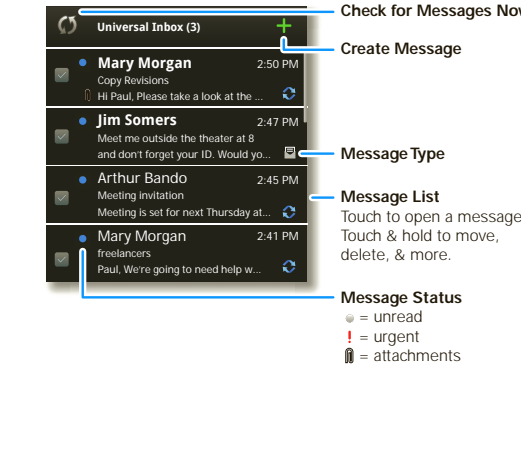 Check for Messages Now
Universal Inbox (3)
Create Message
Mary Morgan 2:50 PM
Copy Revisions
Hi Paul, Please take a look at the ...
Jim Somers 2:47 PM
Meet me outside the theater at 8
and don't forget your ID. Would yo...
Message Type
Arthur Bando 2:45 PM
Meeting invitation
Meeting is set for next Thursday at...
Message List
Touch to open a message.
Touch & hold to move,
delete, & more.
Mary Morgan 2:41 PM
freelancers
Paul, We're going to need help w...
Message Status
= unread
! = urgent
= attachments